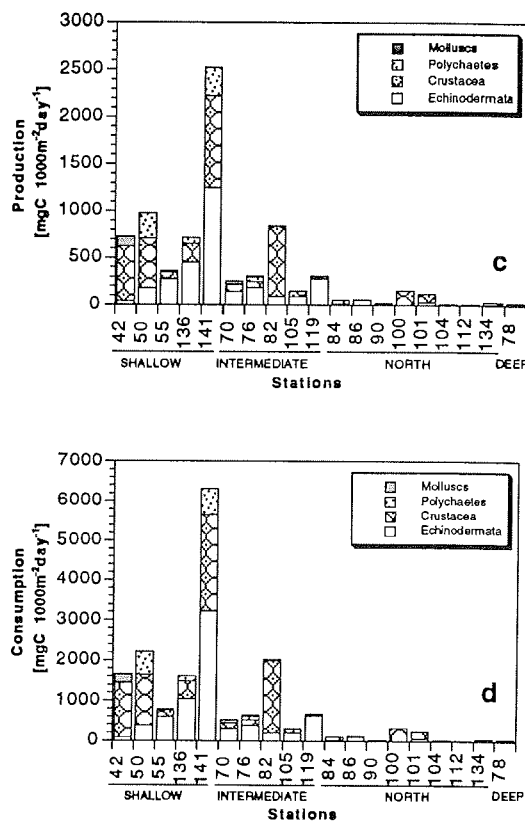 3000
2500
2000
1500
1000
500
0
Production
[mgC 1000m-2day-1]
Molluscs
Polychaetes
Crustacea
Echinodermata
c
42 50 55 136 141 70 76 82 105 119 84 86 90 100 101 104 112 134 78
SHALLOW INTERMEDIATE NORTH DEEP
Stations
7000
6000
5000
4000
3000
2000
1000
0
Consumption
[mgC 1000m-2day-1]
Molluscs
Polychaetes
Crustacea
Echinodermata
d
42 50 55 136 141 70 76 82 105 119 84 86 90 100 101 104 112 134 78
SHALLOW INTERMEDIATE NORTH DEEP
Stations